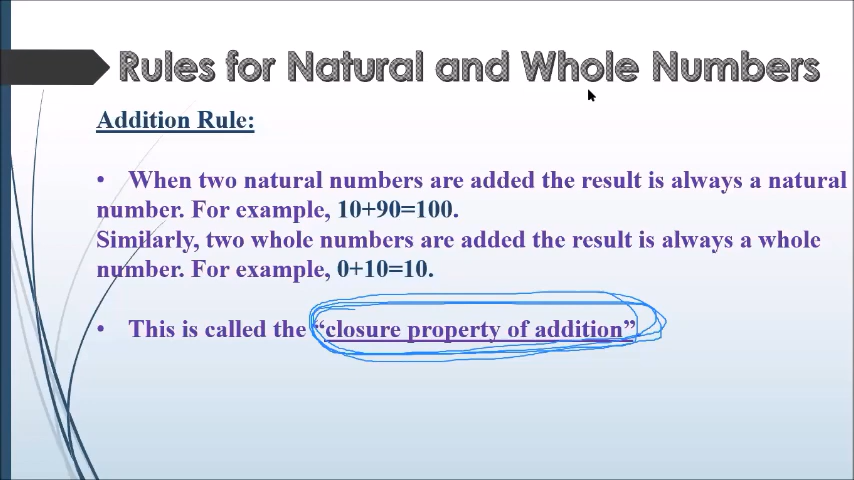 Rules for Natural and Whole Numbers
Addition Rule:
• When two natural numbers are added the result is always a natural
number. For example, 10+90=100.
Similarly, two whole numbers are added the result is always a whole
number. For example, 0+10=10.
• This is called the “closure property of addition”